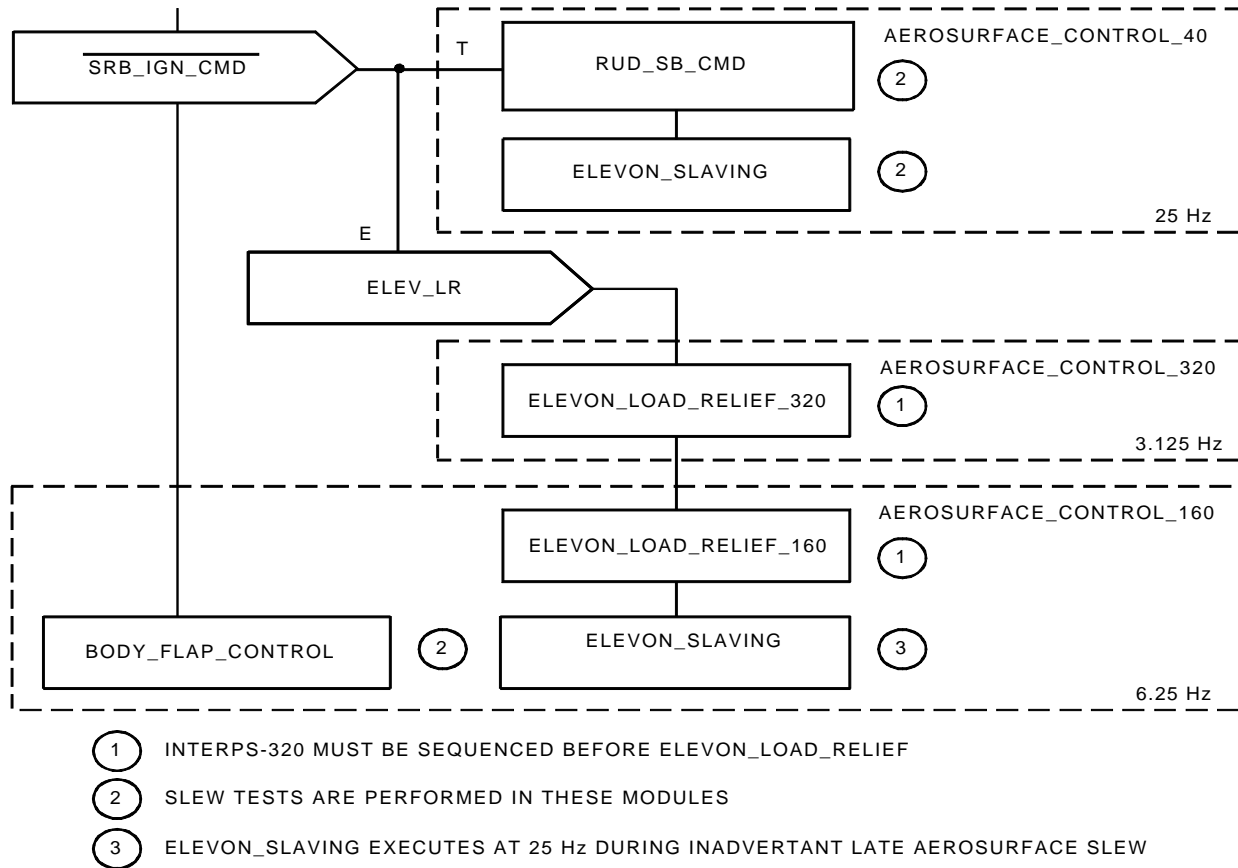 AEROSURFACE_CONTROL_40
T
SRB_IGN_CMD
RUD_SB_CMD
2
ELEVON_SLAVING
2
25 Hz
E
ELEV_LR
AEROSURFACE_CONTROL_320
ELEVON_LOAD_RELIEF_320
1
3.125 Hz
AEROSURFACE_CONTROL_160
ELEVON_LOAD_RELIEF_160
1
BODY_FLAP_CONTROL
2
ELEVON_SLAVING
3
6.25 Hz
1 INTERPS-320 MUST BE SEQUENCED BEFORE ELEVON_LOAD_RELIEF
2 SLEW TESTS ARE PERFORMED IN THESE MODULES
3 ELEVON_SLAVING EXECUTES AT 25 Hz DURING INADVERTANT LATE AEROSURFACE SLEW